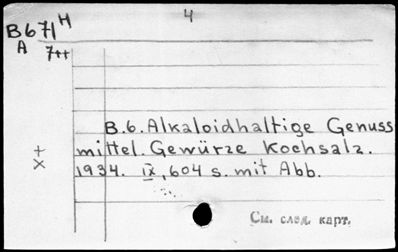 4
B671 H
A 7++
B.6. Alkaloidhaltige Genuss
mittel. Gewürze Kochsalz.
+
×
1934. IX, 604 s. mit Abb.
См. след. карт.